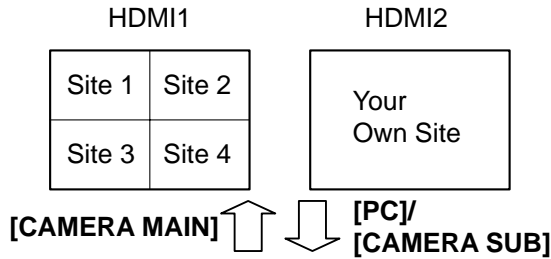 HDMI1
HDMI2
Site 1
Site 2
Your
Own Site
Site 3
Site 4
[CAMERA MAIN]
[PC]/
[CAMERA SUB]